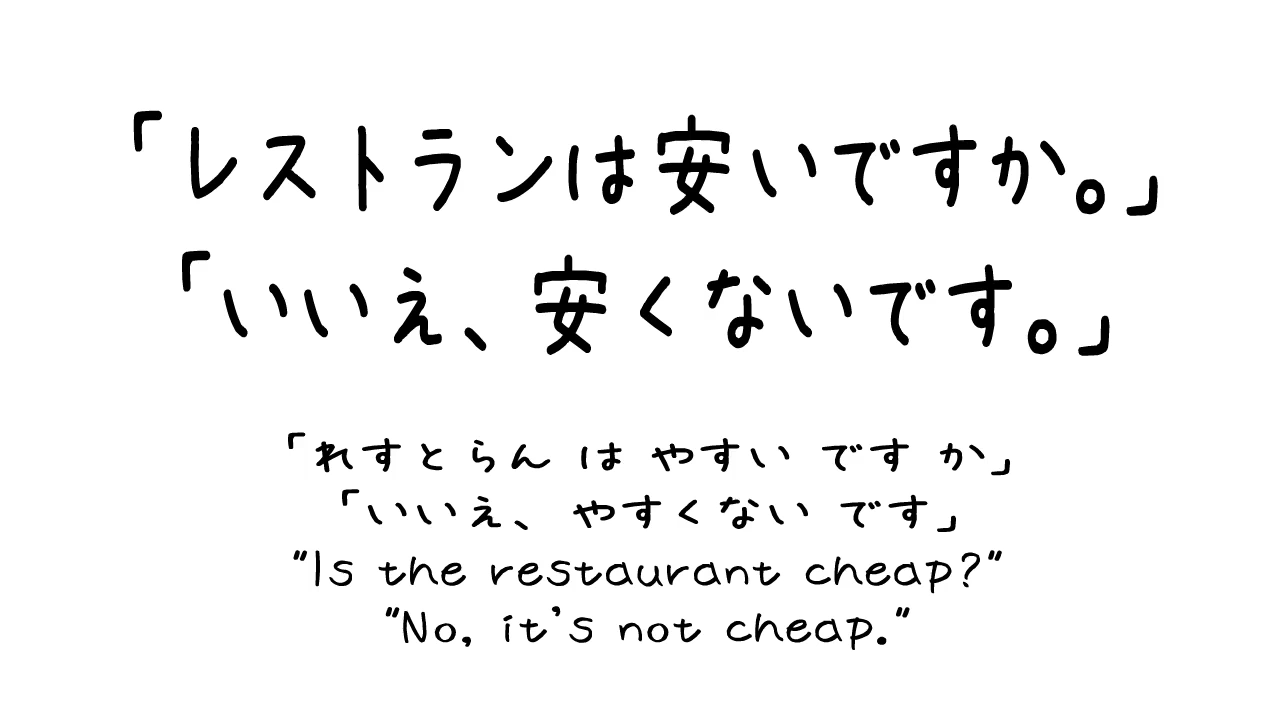 「レストランは安いですか。」
「いいえ、安くないです。」
「れすと らん は やすい です か」
「いいえ、 やすくない です」
"Is the restaurant cheap?"
"No, it's not cheap."